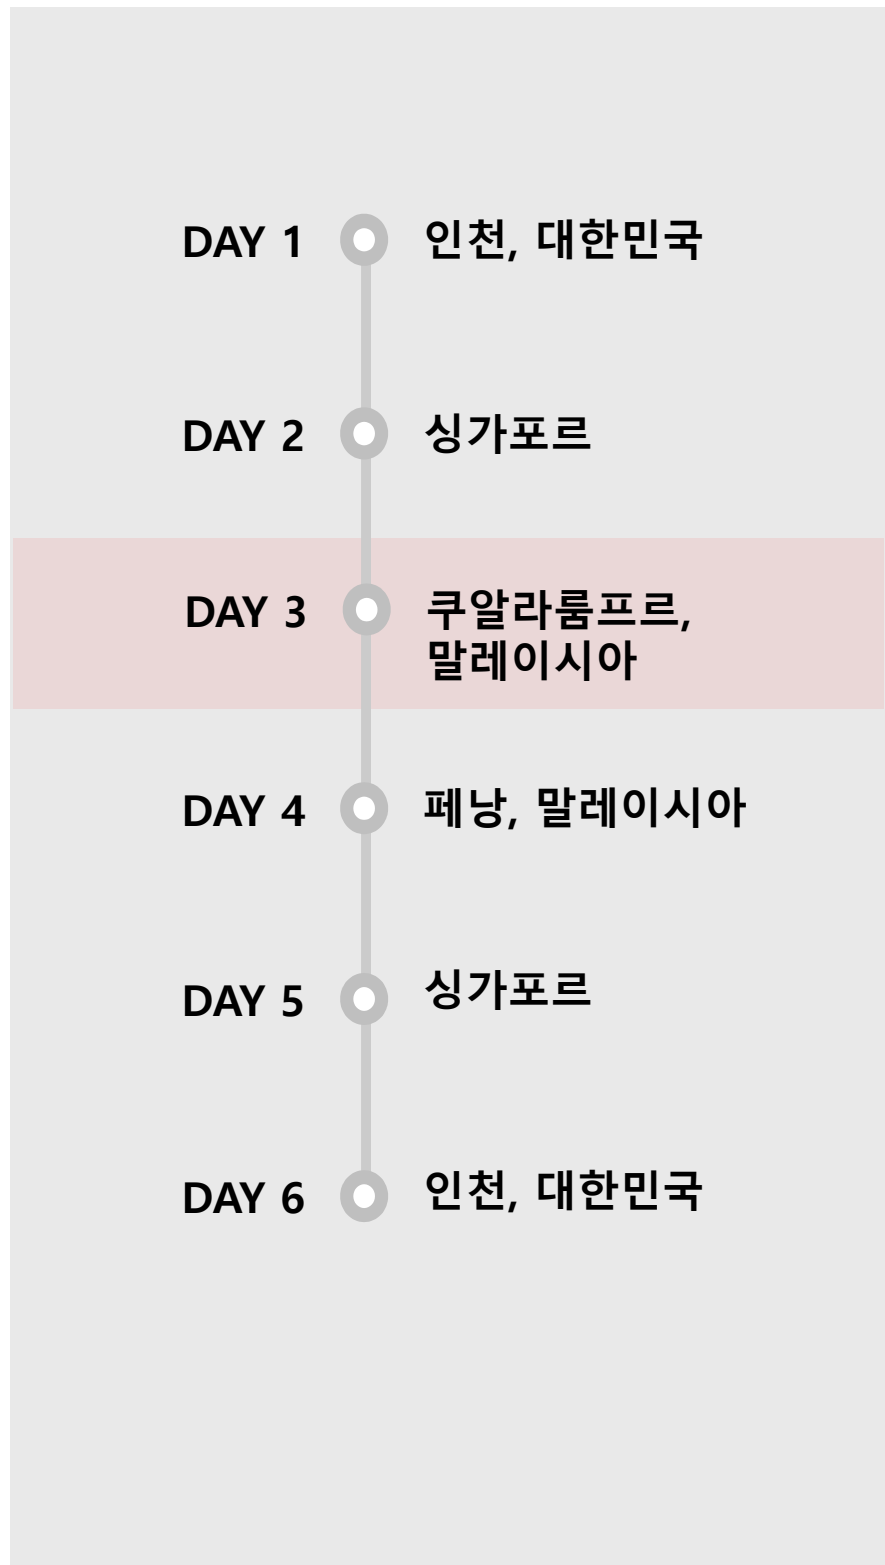 DAY 1 인천, 대한민국
DAY 2 싱가포르
DAY 3 쿠알라룸프르,
말레이시아
DAY 4 페낭, 말레이시아
DAY 5 싱가포르
DAY 6 인천, 대한민국